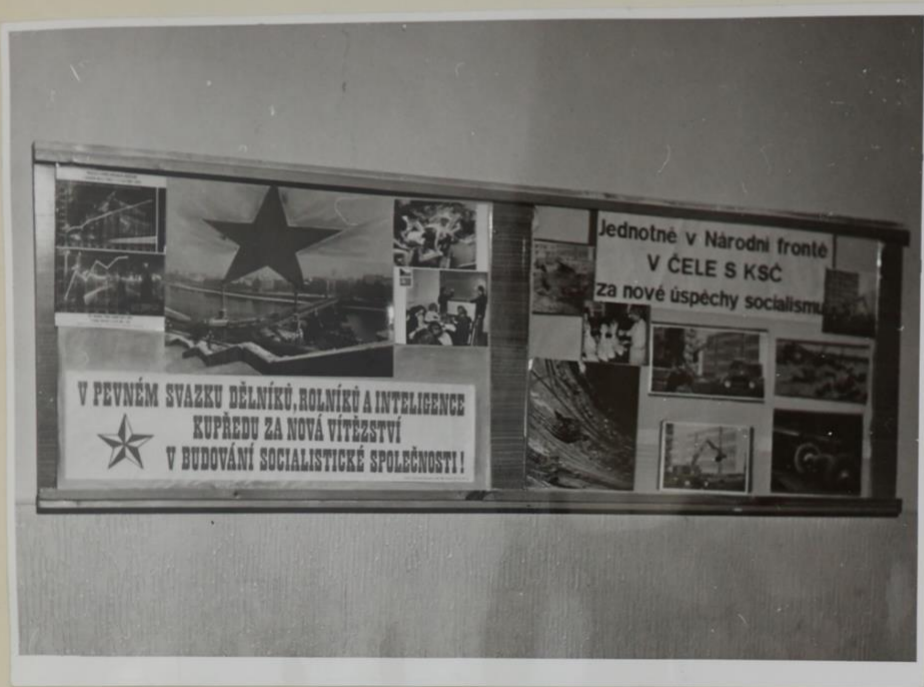 V PEVNÉM SVAZKU DĚLNÍKŮ, ROLNÍKŮ A INTELIGENCE
KUPŘEDU ZA NOVÁ VÍTĚZSTVÍ
V BUDOVÁNÍ SOCIALISTICKÉ SPOLEČNOSTI!
Jednotně v Národní frontě
V ČELE S KSČ
za nové úspěchy socialismu